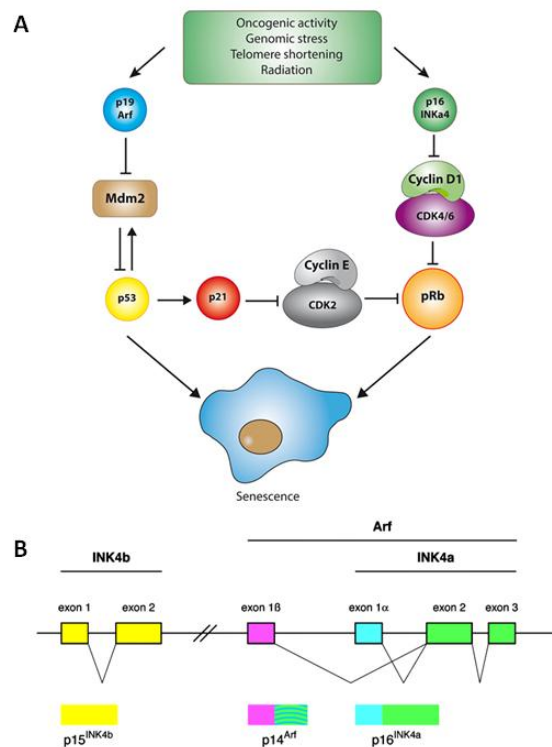 A
Oncogenic activity
Genomic stress
Telomere shortening
Radiation
p19
Arf
p16
INKa4
Mdm2
Cyclin D1
CDK4/6
p53
p21
Cyclin E
CDK2
pRb
Senescence
B
Arf
INK4b
INK4a
exon 1
exon 2
exon 1ß
exon 1α
exon 2
exon 3
p15INK4b
p14Arf
p16INK4a